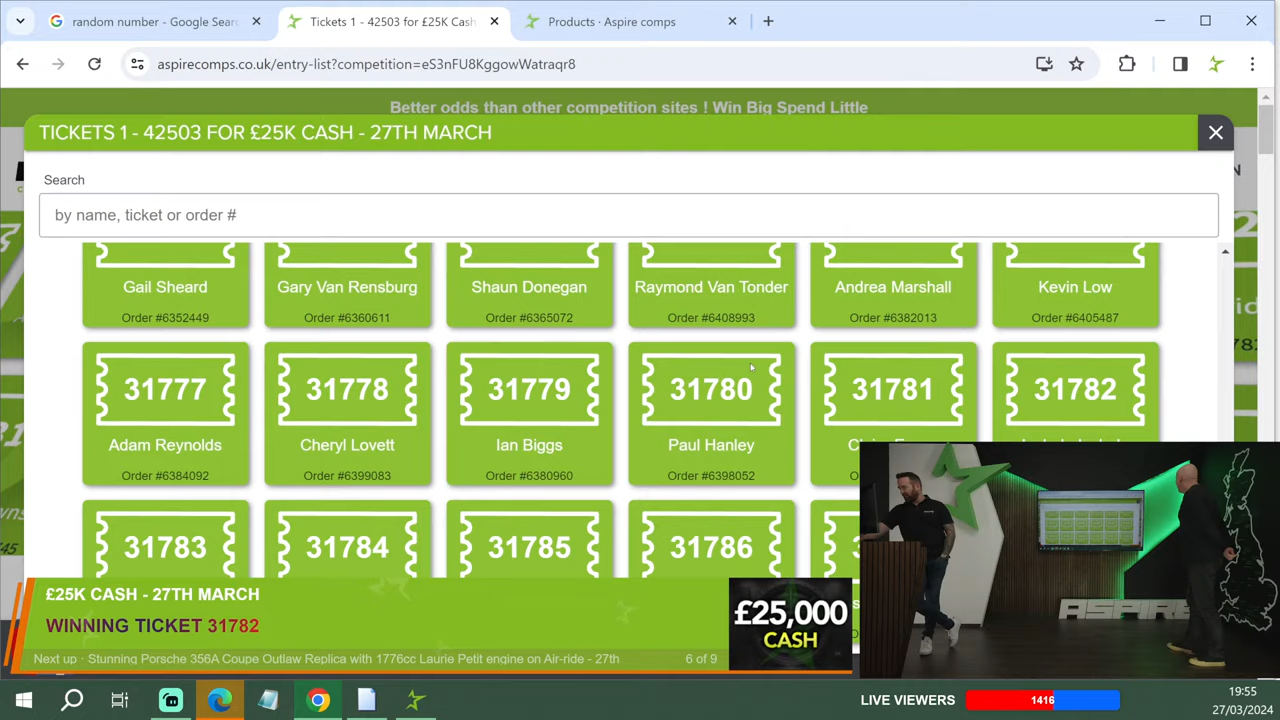 random number - Google Sear
Tickets 1 - 42503 for £25K Cash
Products · Aspire comps
aspirecomps.co.uk/entry-list?competition=eS3nFU8KggowWatraqr8
Better odds than other competition sites ! Win Big Spend Little
TICKETS 1 - 42503 FOR £25K CASH - 27TH MARCH
Search
by name, ticket or order #
Gail Sheard
Gary Van Rensburg
Shaun Donegan
Raymond Van Tonder
Andrea Marshall
Kevin Low
Order #6352449
Order #6360611
Order #6365072
Order #6408993
Order #6382013
Order #6405487
31777
31778
31779
31780
31781
31782
Adam Reynolds
Cheryl Lovett
Ian Biggs
Paul Hanley
Order #6384092
Order #6399083
Order #6380960
Order #6398052
31783
31784
31785
31786
£25K CASH - 27TH MARCH
WINNING TICKET 31782
£25,000
CASH
Next up · Stunning Porsche 356A Coupe Outlaw Replica with 1776cc Laurie Petit engine on Air-ride - 27th
6 of 9
ASPIRE
LIVE VIEWERS
1416
19:55
27/03/2024